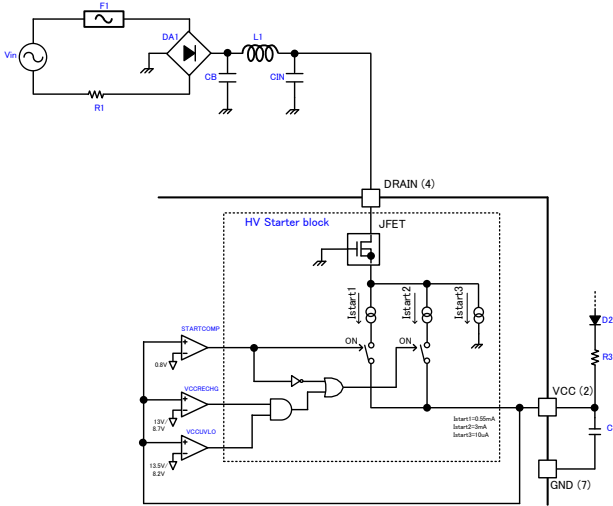 F1
DA1
L1
Vin
CB
CIN
R1
DRAIN (4)
HV Starter block
JFET
Istart1
Istart2
Istart3
D2
STARTCOMP
ON
ON
0.8V
R3
VCCRECHG
VCC (2)
13V/
8.7V
Istart1=0.55mA
Istart2=3mA
Istart3=10uA
C
VCCUVLO
13.5V/
8.2V
GND (7)